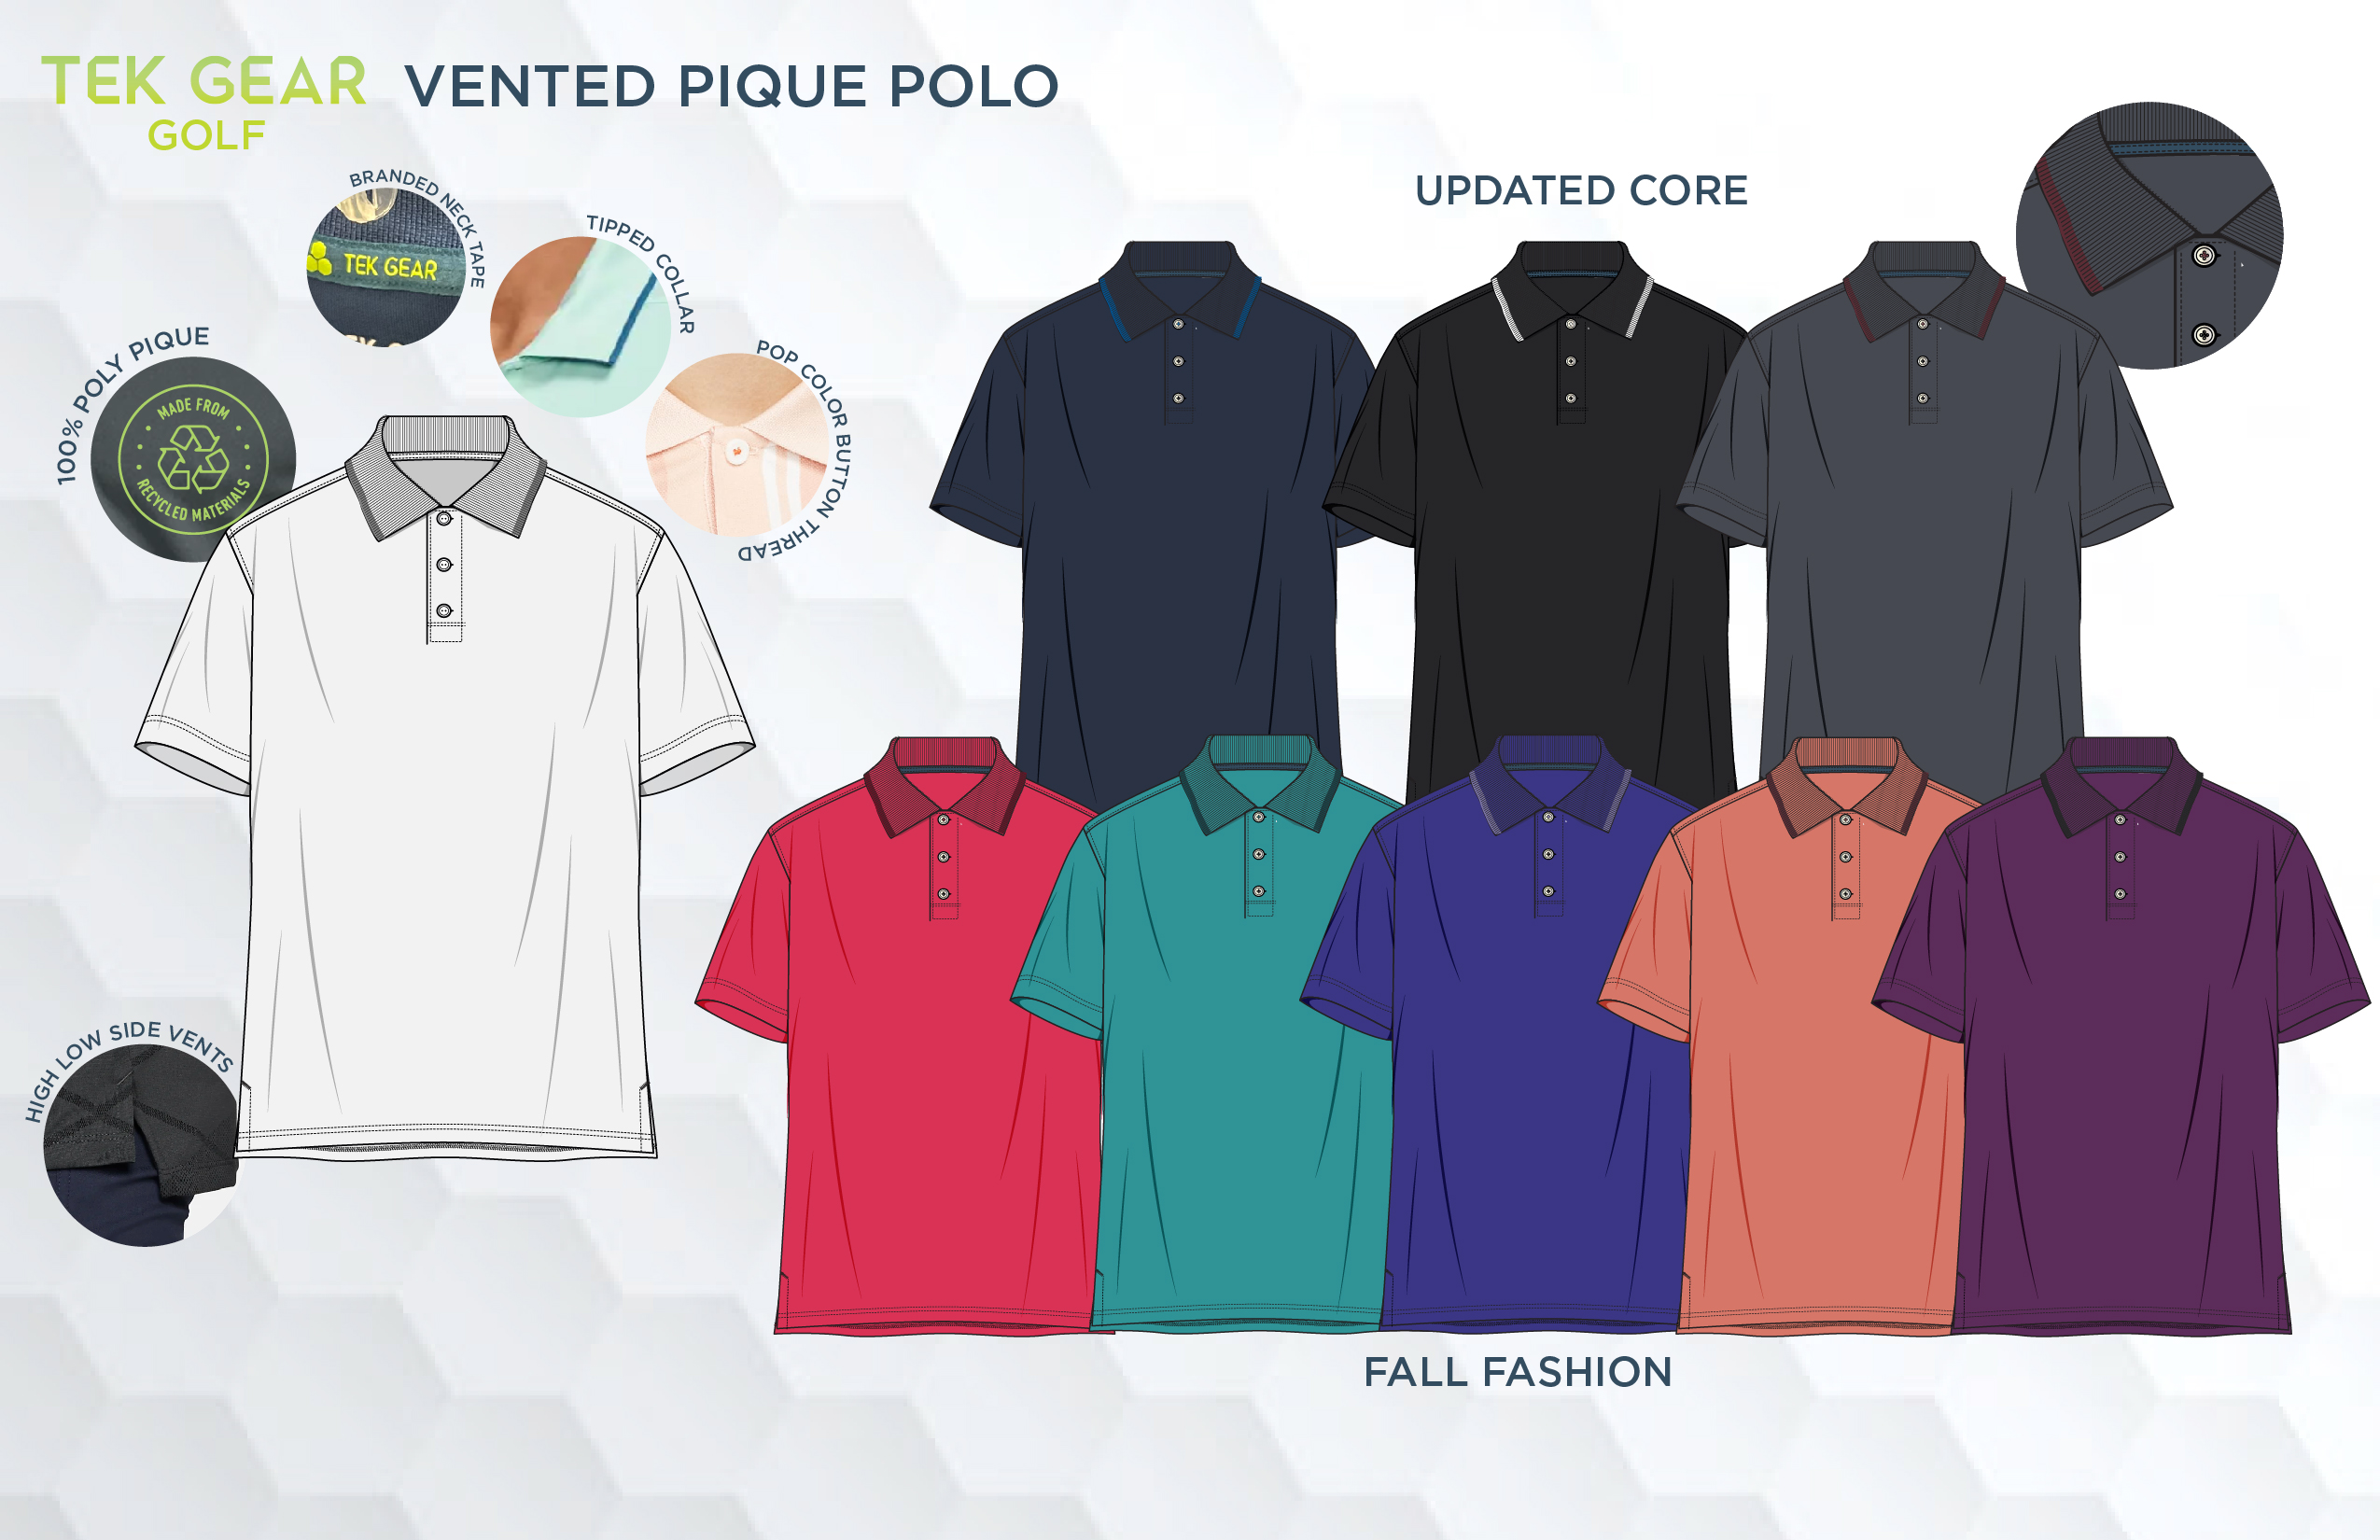 TEK GEAR
GOLF
VENTED PIQUE POLO
BRANDED NECK TAPE
TEK GEAR
TIPPED COLLAR
POP COLOR BUTTON THREAD
100% POLY PIQUE
MADE FROM
RECYCLED MATERIALS
HIGH LOW SIDE VENTS
UPDATED CORE
FALL FASHION